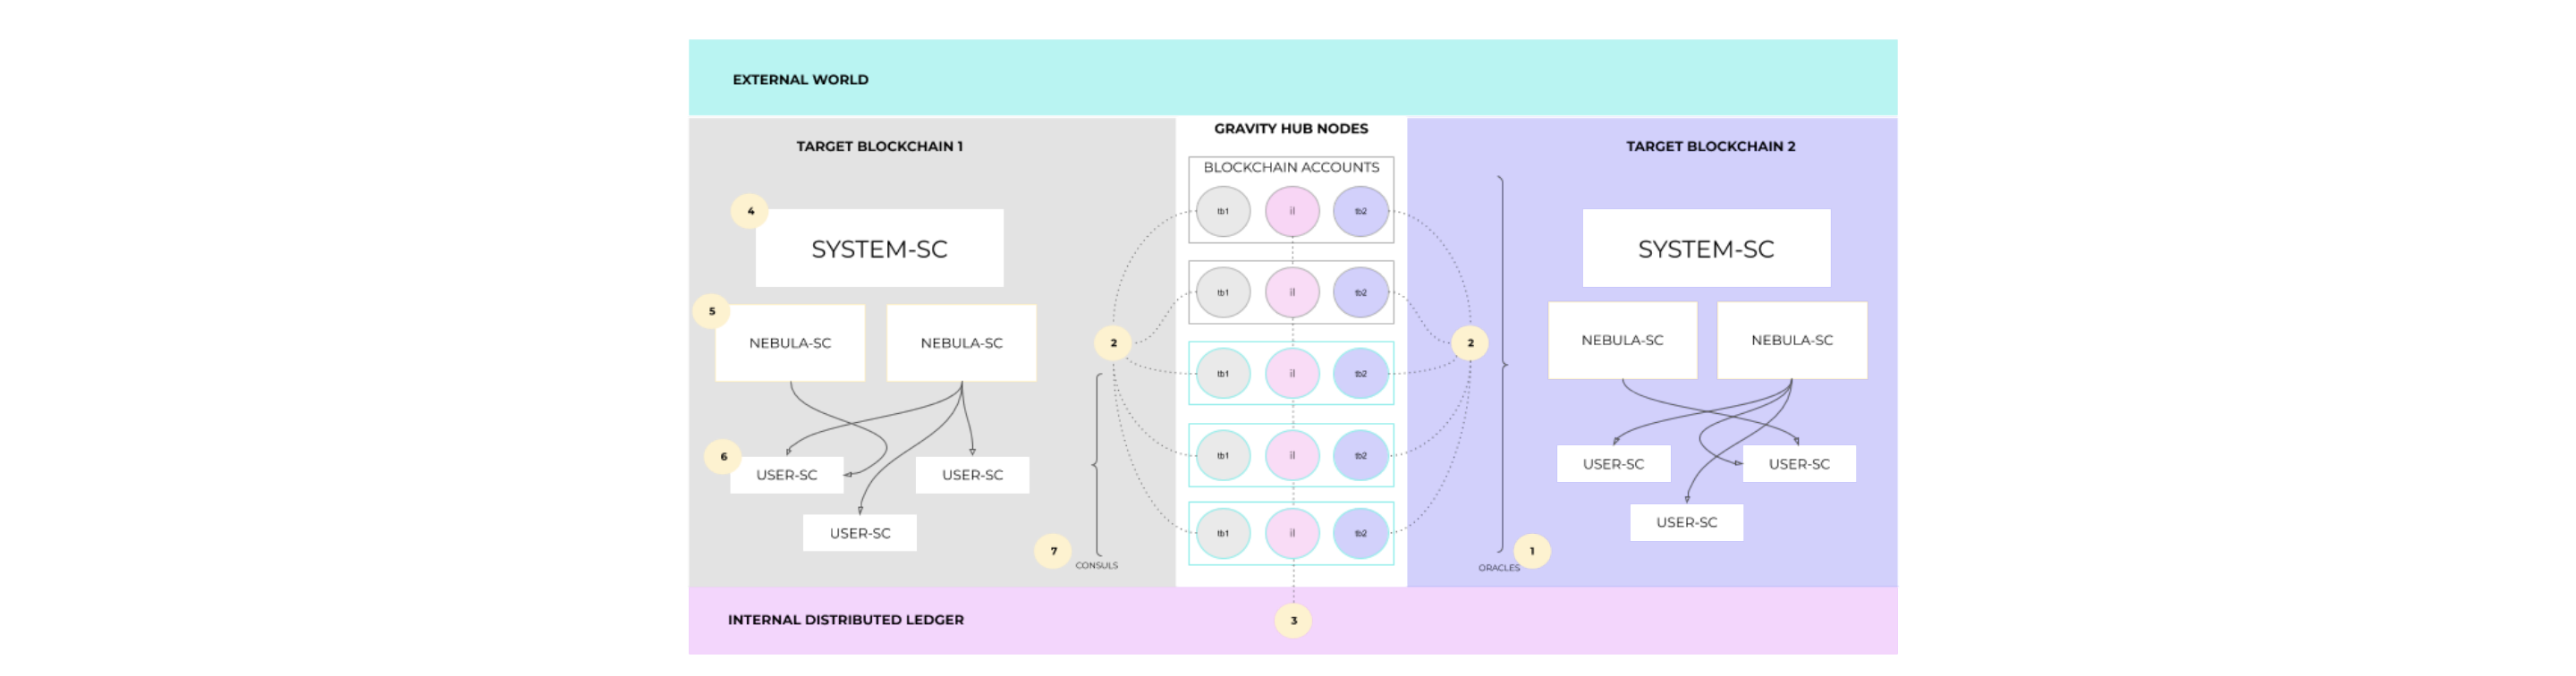 EXTERNAL WORLD
GRAVITY HUB NODES
TARGET BLOCKCHAIN 1
TARGET BLOCKCHAIN 2
BLOCKCHAIN ACCOUNTS
4
SYSTEM-SC
tb1
il
tb2
SYSTEM-SC
5
NEBULA-SC
NEBULA-SC
tb1
il
tb2
NEBULA-SC
NEBULA-SC
2
2
tb1
il
tb2
6
USER-SC
USER-SC
tb1
il
tb2
USER-SC
USER-SC
USER-SC
tb1
il
tb2
USER-SC
7
CONSULS
1
ORACLES
INTERNAL DISTRIBUTED LEDGER
3